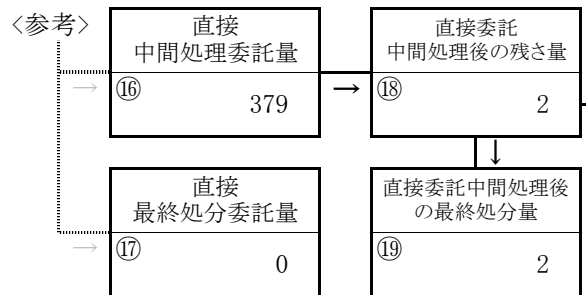 〈参考〉
直接
中間処理委託量
⑯
379
→
→
直接委託
中間処理後の残さ量
⑱
2
↓
直接
最終処分委託量
⑰
0
→
直接委託中間処理後
の最終処分量
⑲
2